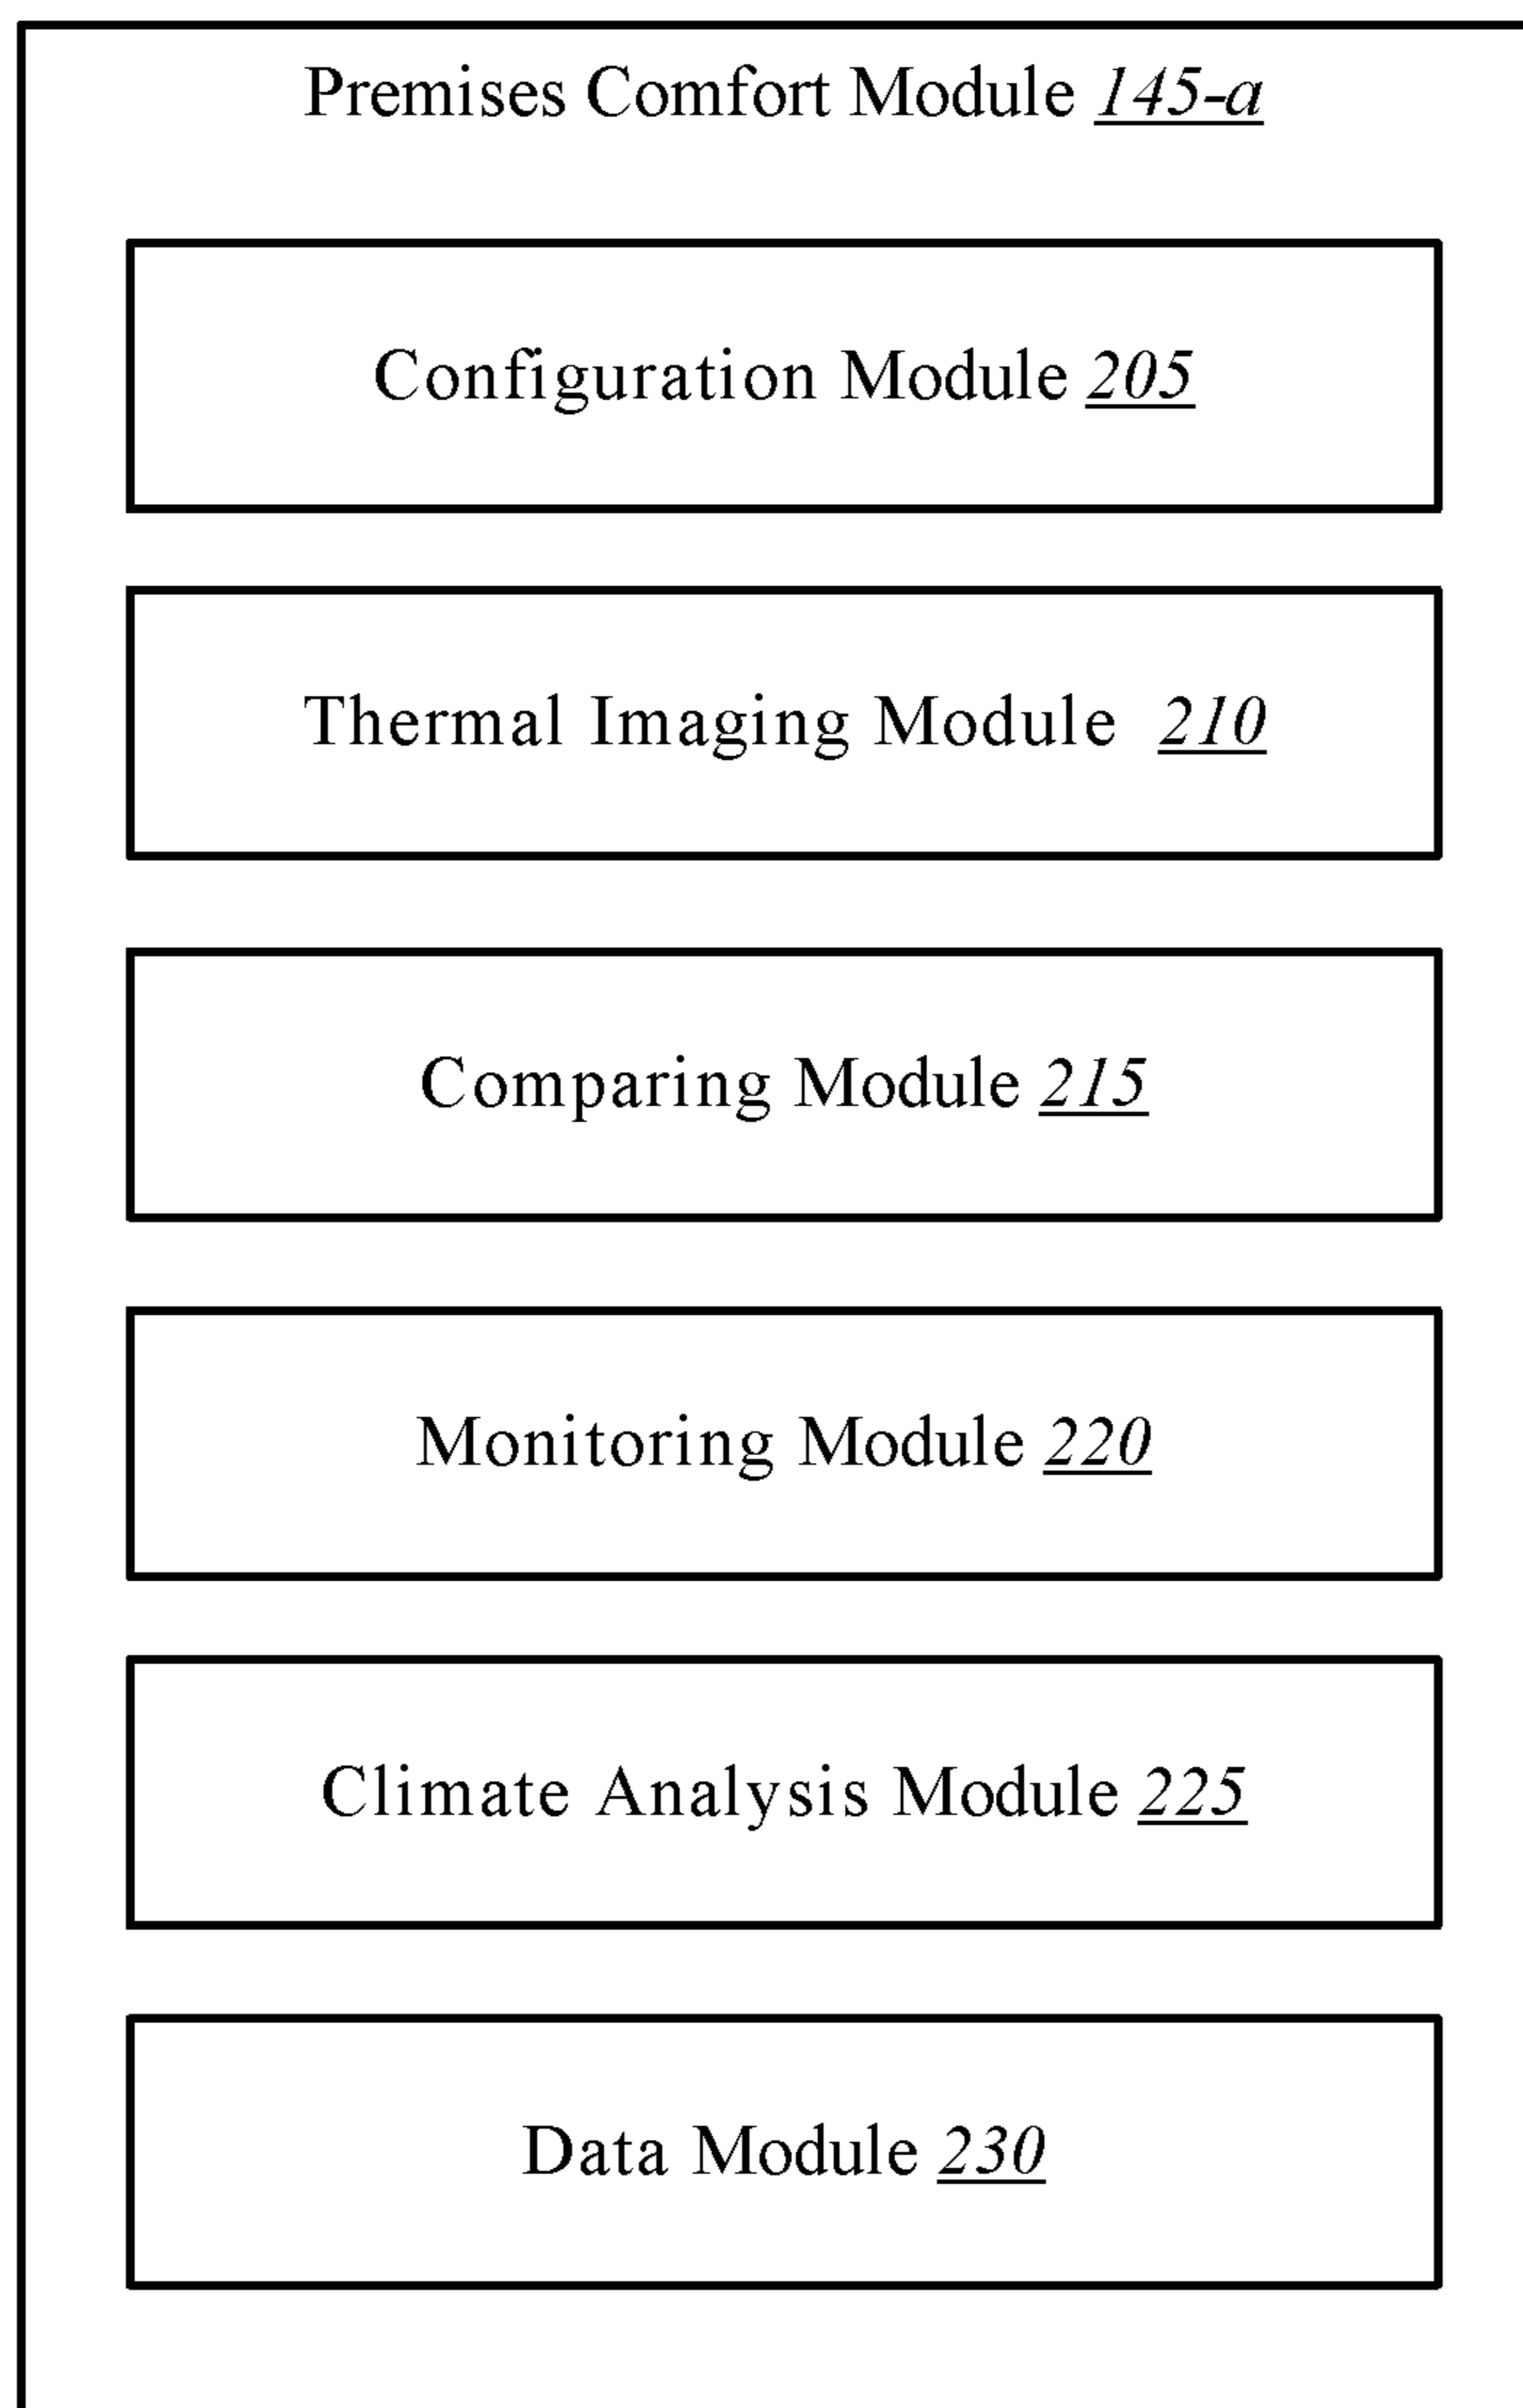 Premises Comfort Module 145-a
Configuration Module 205
Thermal Imaging Module 210
Comparing Module 215
Monitoring Module 220
Climate Analysis Module 225
Data Module 230